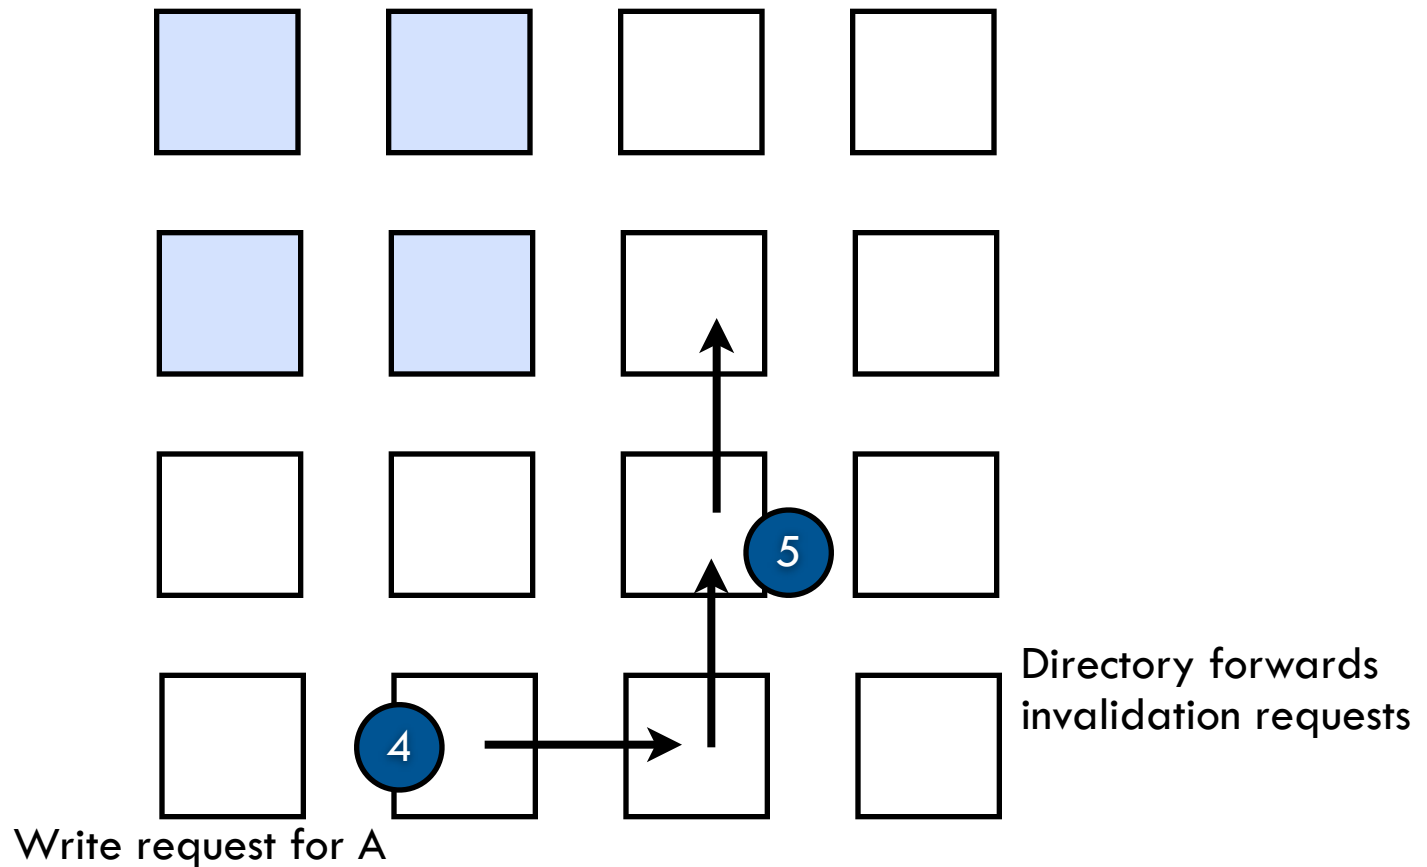 5
Directory forwards
invalidation requests
4
Write request for A